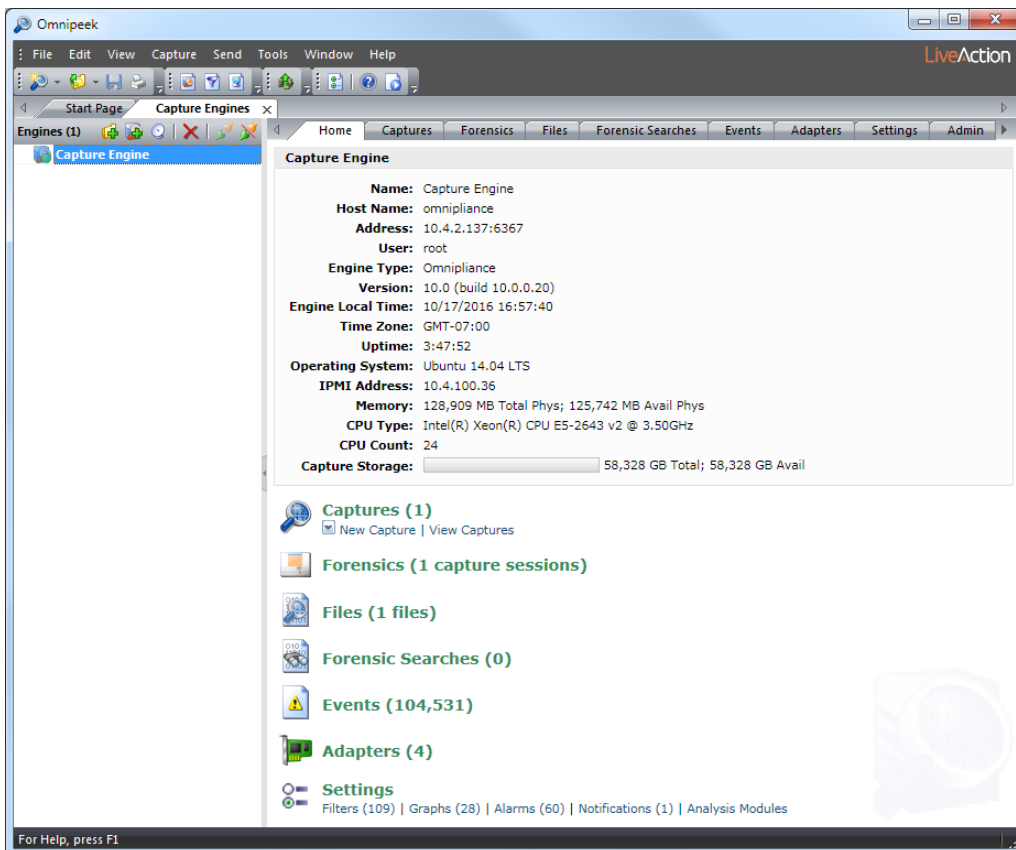 Omnipeek
File Edit View Capture Send Tools Window Help
LiveAction
Start Page Capture Engines
Engines (1)
Home Captures Forensics Files Forensic Searches Events Adapters Settings Admin
Capture Engine
Capture Engine
Name: Capture Engine
Host Name: omnipliance
Address: 10.4.2.137:6367
User: root
Engine Type: Omnipliance
Version: 10.0 (build 10.0.0.20)
Engine Local Time: 10/17/2016 16:57:40
Time Zone: GMT-07:00
Uptime: 3:47:52
Operating System: Ubuntu 14.04 LTS
IPMI Address: 10.4.100.36
Memory: 128,909 MB Total Phys; 125,742 MB Avail Phys
CPU Type: Intel(R) Xeon(R) CPU E5-2643 v2 @ 3.50GHz
CPU Count: 24
Capture Storage: 58,328 GB Total; 58,328 GB Avail
Captures (1)
New Capture | View Captures
Forensics (1 capture sessions)
Files (1 files)
Forensic Searches (0)
Events (104,531)
Adapters (4)
Settings
Filters (109) | Graphs (28) | Alarms (60) | Notifications (1) | Analysis Modules
For Help, press F1